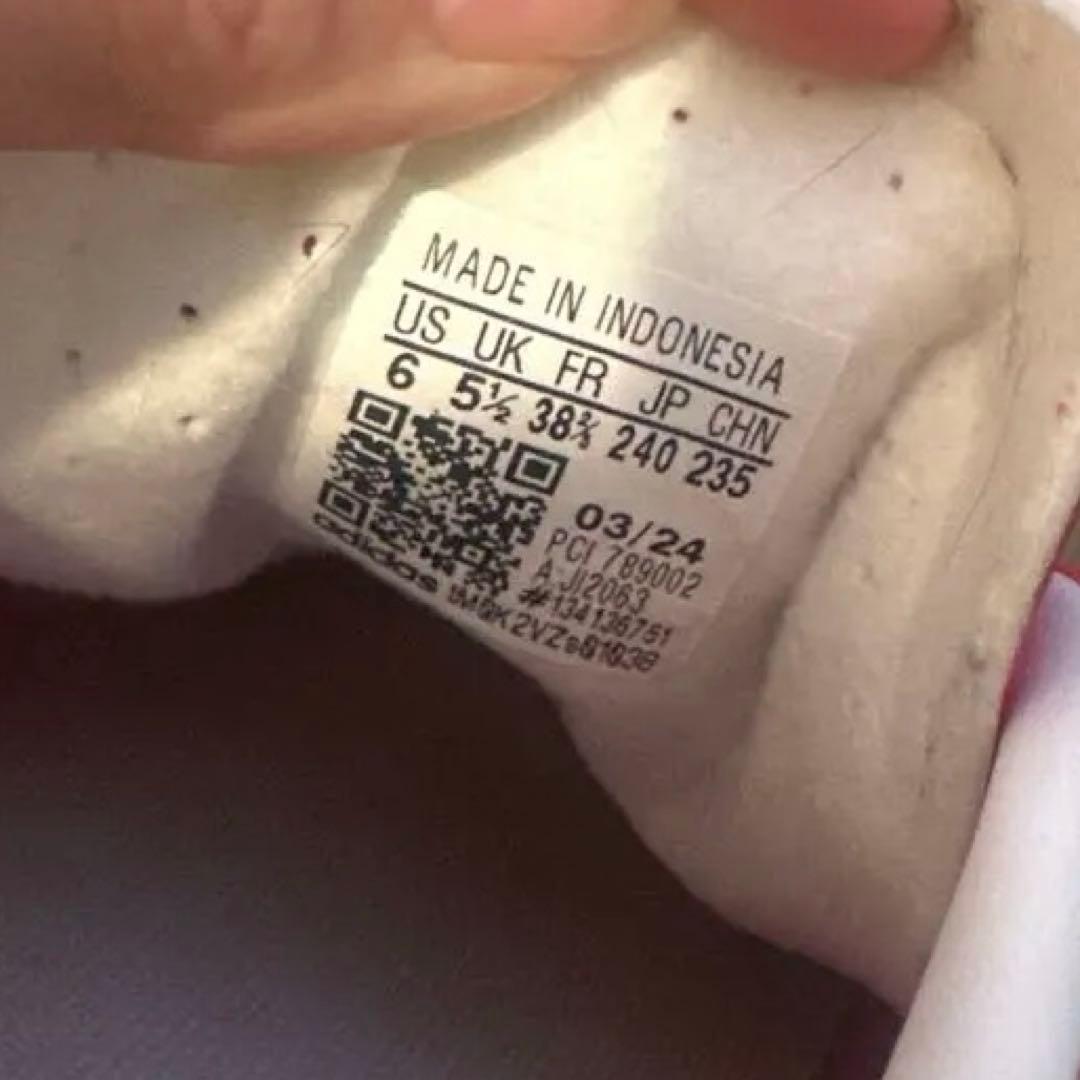 MADE IN INDONESIA
US UK FR JP CHN
6 5½ 38⅔ 240 235
03/24
PCI 789002
A JI2063
#134136751
adidas